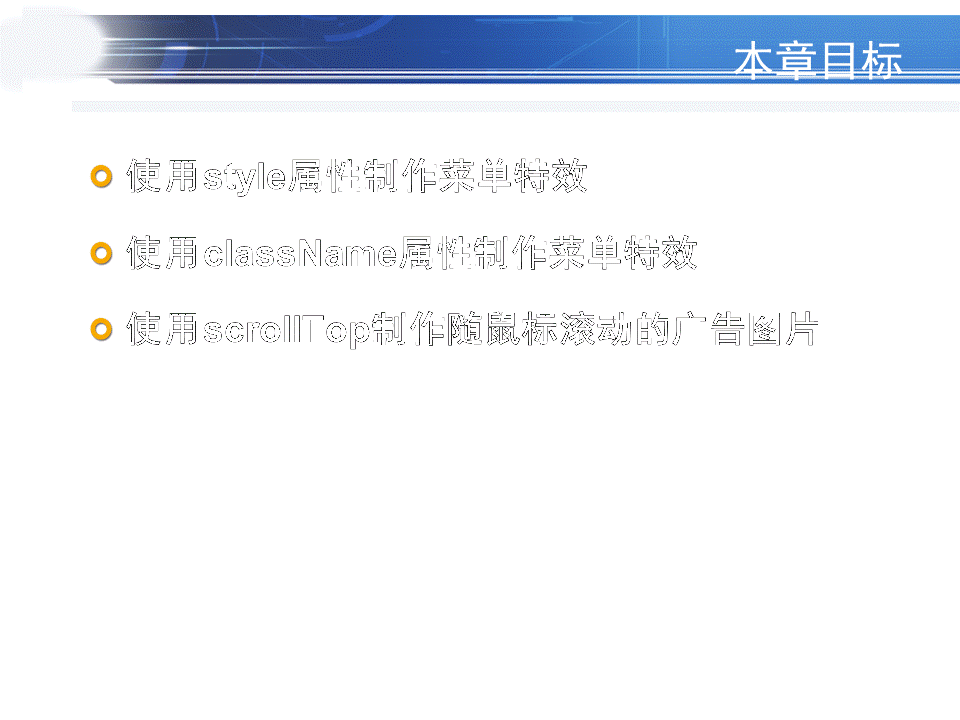 本章目标
使用style属性制作菜单特效
使用className属性制作菜单特效
使用scrollTop制作随鼠标滚动的广告图片